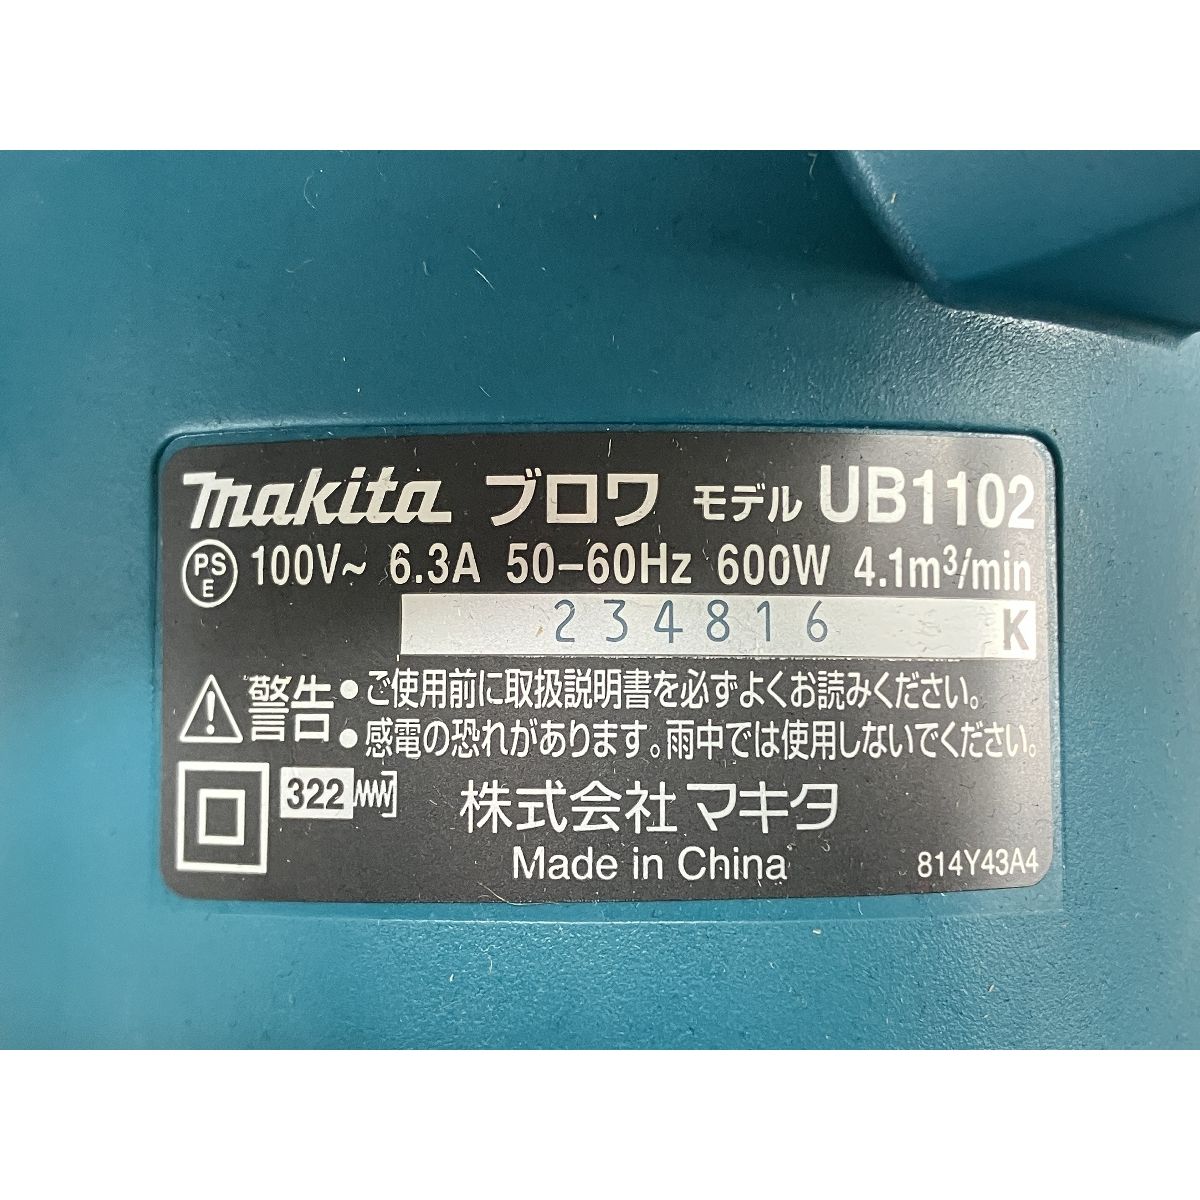 makita ブロワ モデル UB1102
PS E 100V~ 6.3A 50-60Hz 600W 4.1m³/min
234816 K
警告
●ご使用前に取扱説明書を必ずよくお読みください。
●感電の恐れがあります。雨中では使用しないでください。
322
株式会社マキタ
Made in China 814Y43A4